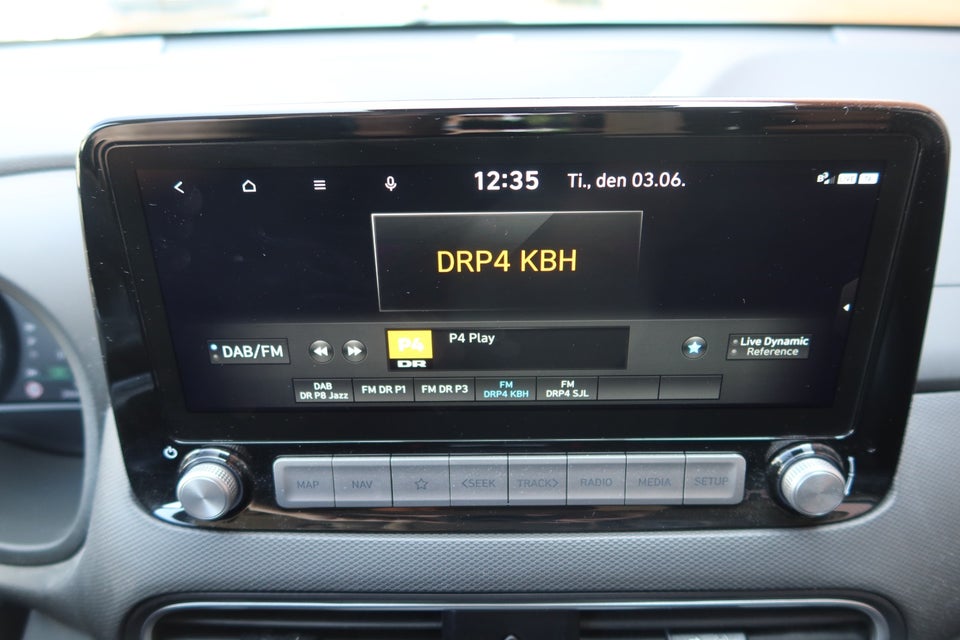 12:35 Ti., den 03.06.
DRP4 KBH
P4 Play
P4
DR
DAB/FM
Live Dynamic
Reference
DAB
DR P8 Jazz
FM DR P1
FM DR P3
FM
DRP4 KBH
FM
DRP4 SJL
MAP NAV <SEEK TRACK> RADIO MEDIA SETUP